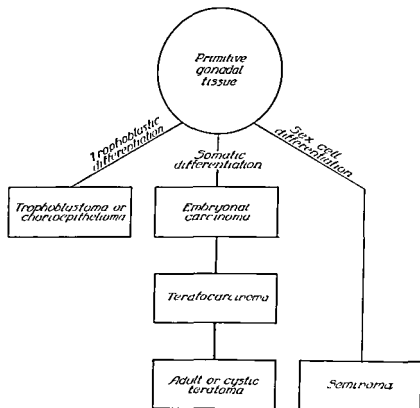 Primitive
gonadal
tissue
Trophoblastic
differentiation
Somatic
differentiation
Sex cell
differentiation
Trophoblastoma or
chorioepithelioma
Embryonal
carcinoma
Teratocarcinoma
Adult or cystic
teratoma
Seminoma